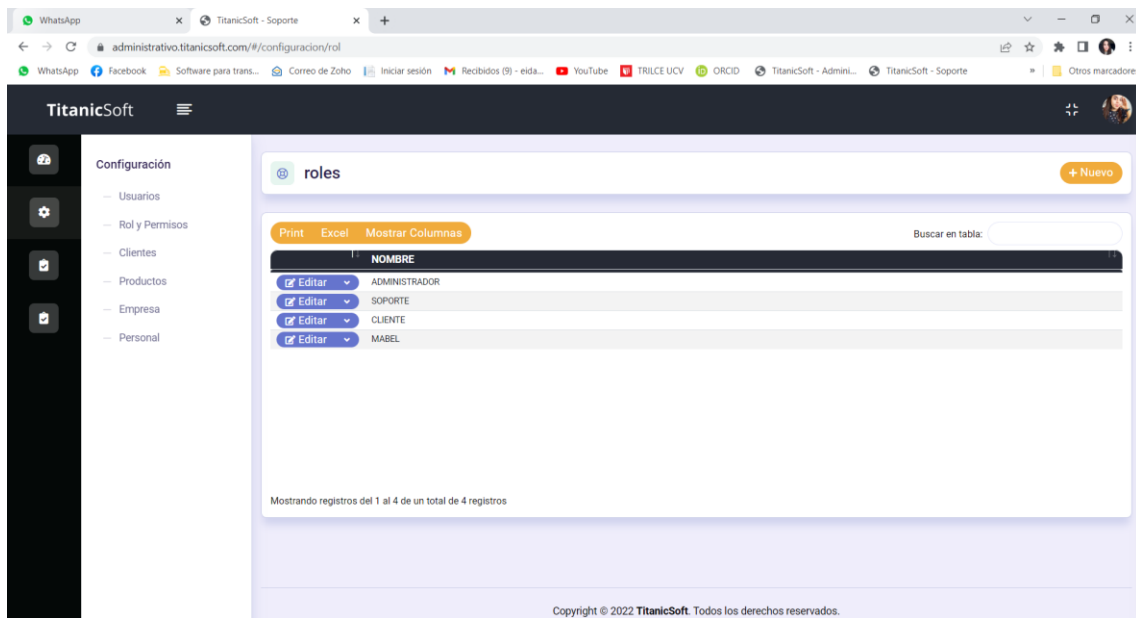 WhatsApp
TitanicSoft - Soporte
administrativo.titanicsoft.com/#/configuracion/rol
WhatsApp Facebook Software para trans... Correo de Zoho Iniciar sesión Recibidos (9) - eida... YouTube TRILCE UCV ORCID TitanicSoft - Admini... TitanicSoft - Soporte » Otros marcadore
TitanicSoft
Configuración
Usuarios
Rol y Permisos
Clientes
Productos
Empresa
Personal
roles
+ Nuevo
Print Excel Mostrar Columnas
Buscar en tabla:
NOMBRE
Editar ADMINISTRADOR
Editar SOPORTE
Editar CLIENTE
Editar MABEL
Mostrando registros del 1 al 4 de un total de 4 registros
Copyright © 2022 TitanicSoft. Todos los derechos reservados.